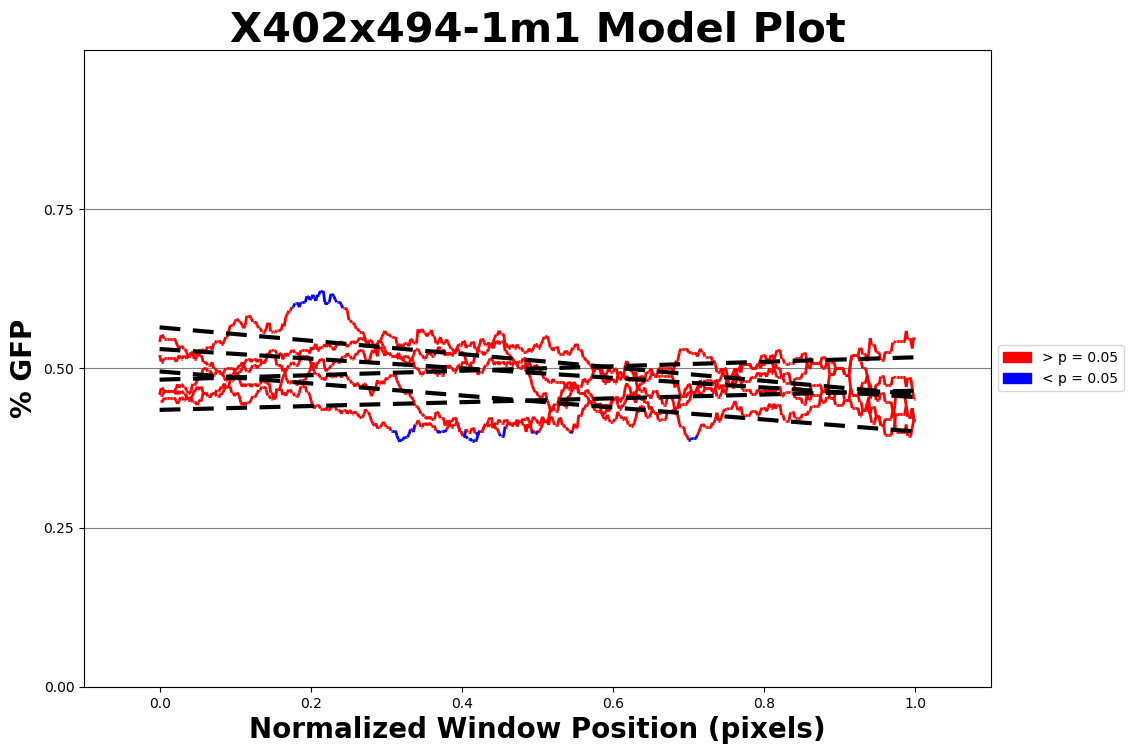 X402x494-1m1 Model Plot
% GFP
0.75
0.50
0.25
0.00
0.0 0.2 0.4 0.6 0.8 1.0
Normalized Window Position (pixels)
> p = 0.05
< p = 0.05